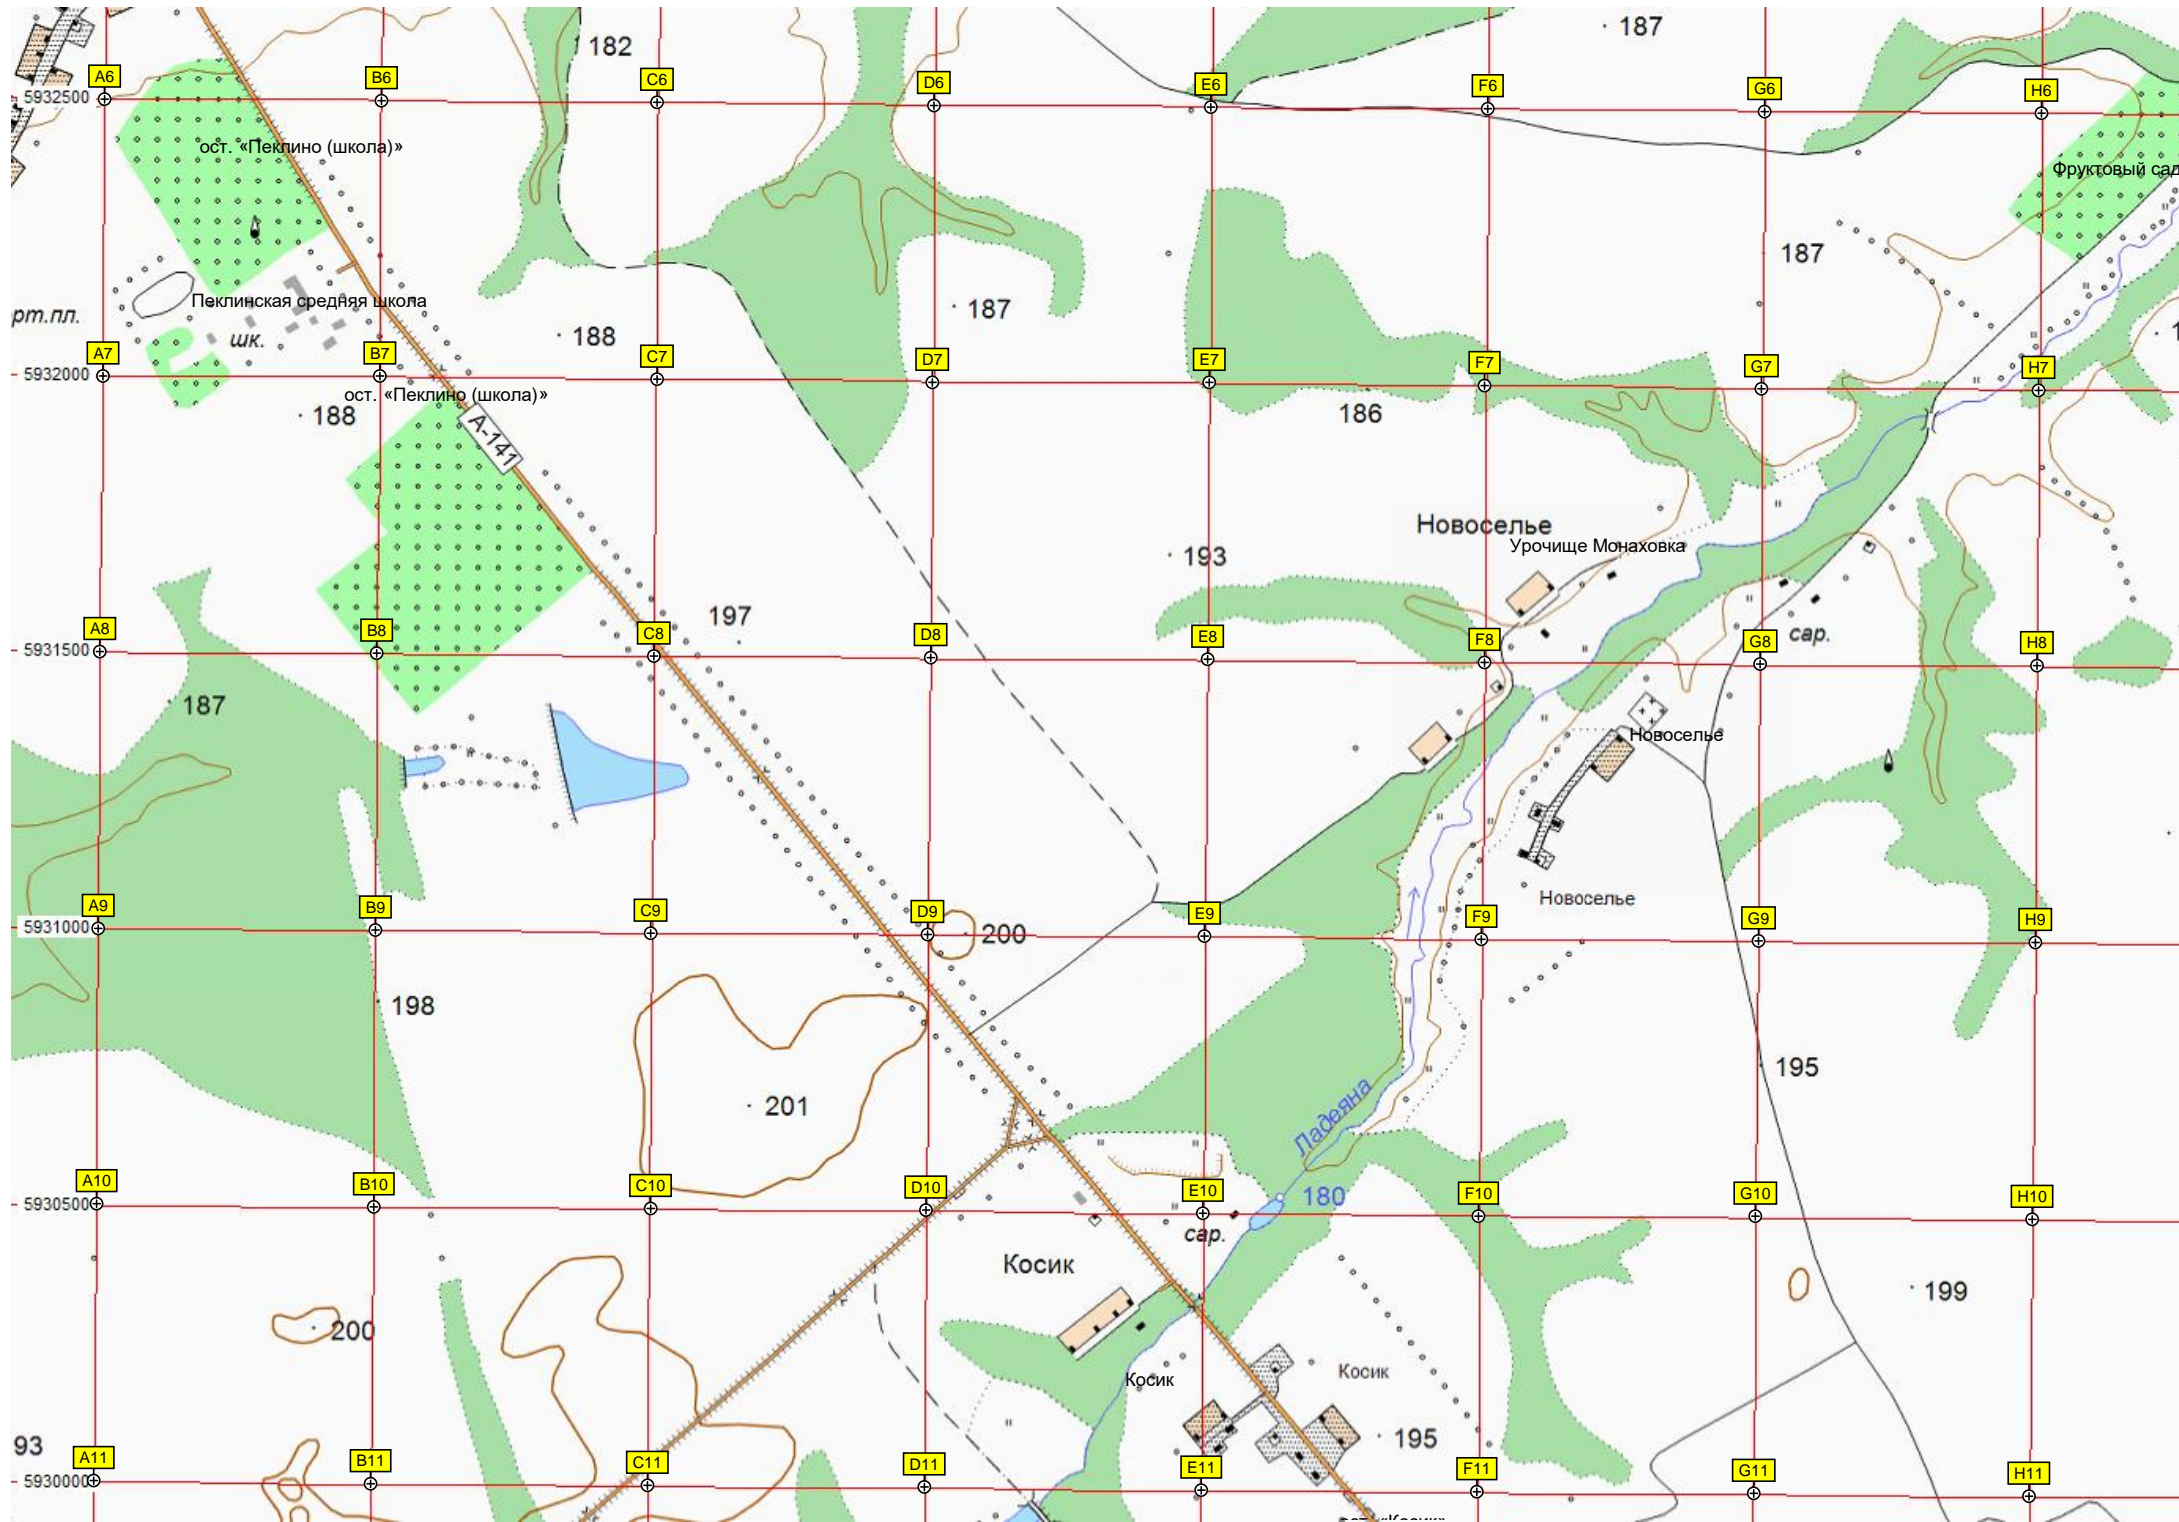 182
187
A6
B6
C6
D6
E6
F6
G6
H6
5932500
ост. «Пеклино (школа)»
Фруктовый сад
187
Пеклинская средняя школа
187
рт.пл.
шк.
188
A7
B7
C7
D7
E7
F7
G7
H7
5932000
ост. «Пеклино (школа)»
188
186
А-141
Новоселье
Урочище Монаховка
193
197
A8
B8
C8
D8
E8
F8
G8
H8
сар.
5931500
187
Новоселье
Новоселье
A9
B9
C9
D9
E9
F9
G9
H9
5931000
200
198
195
201
Ладеяна
A10
B10
C10
D10
E10
F10
G10
H10
180
5930500
сар.
Косик
199
200
Косик
Косик
195
93
A11
B11
C11
D11
E11
F11
G11
H11
5930000
ост. «Косик»